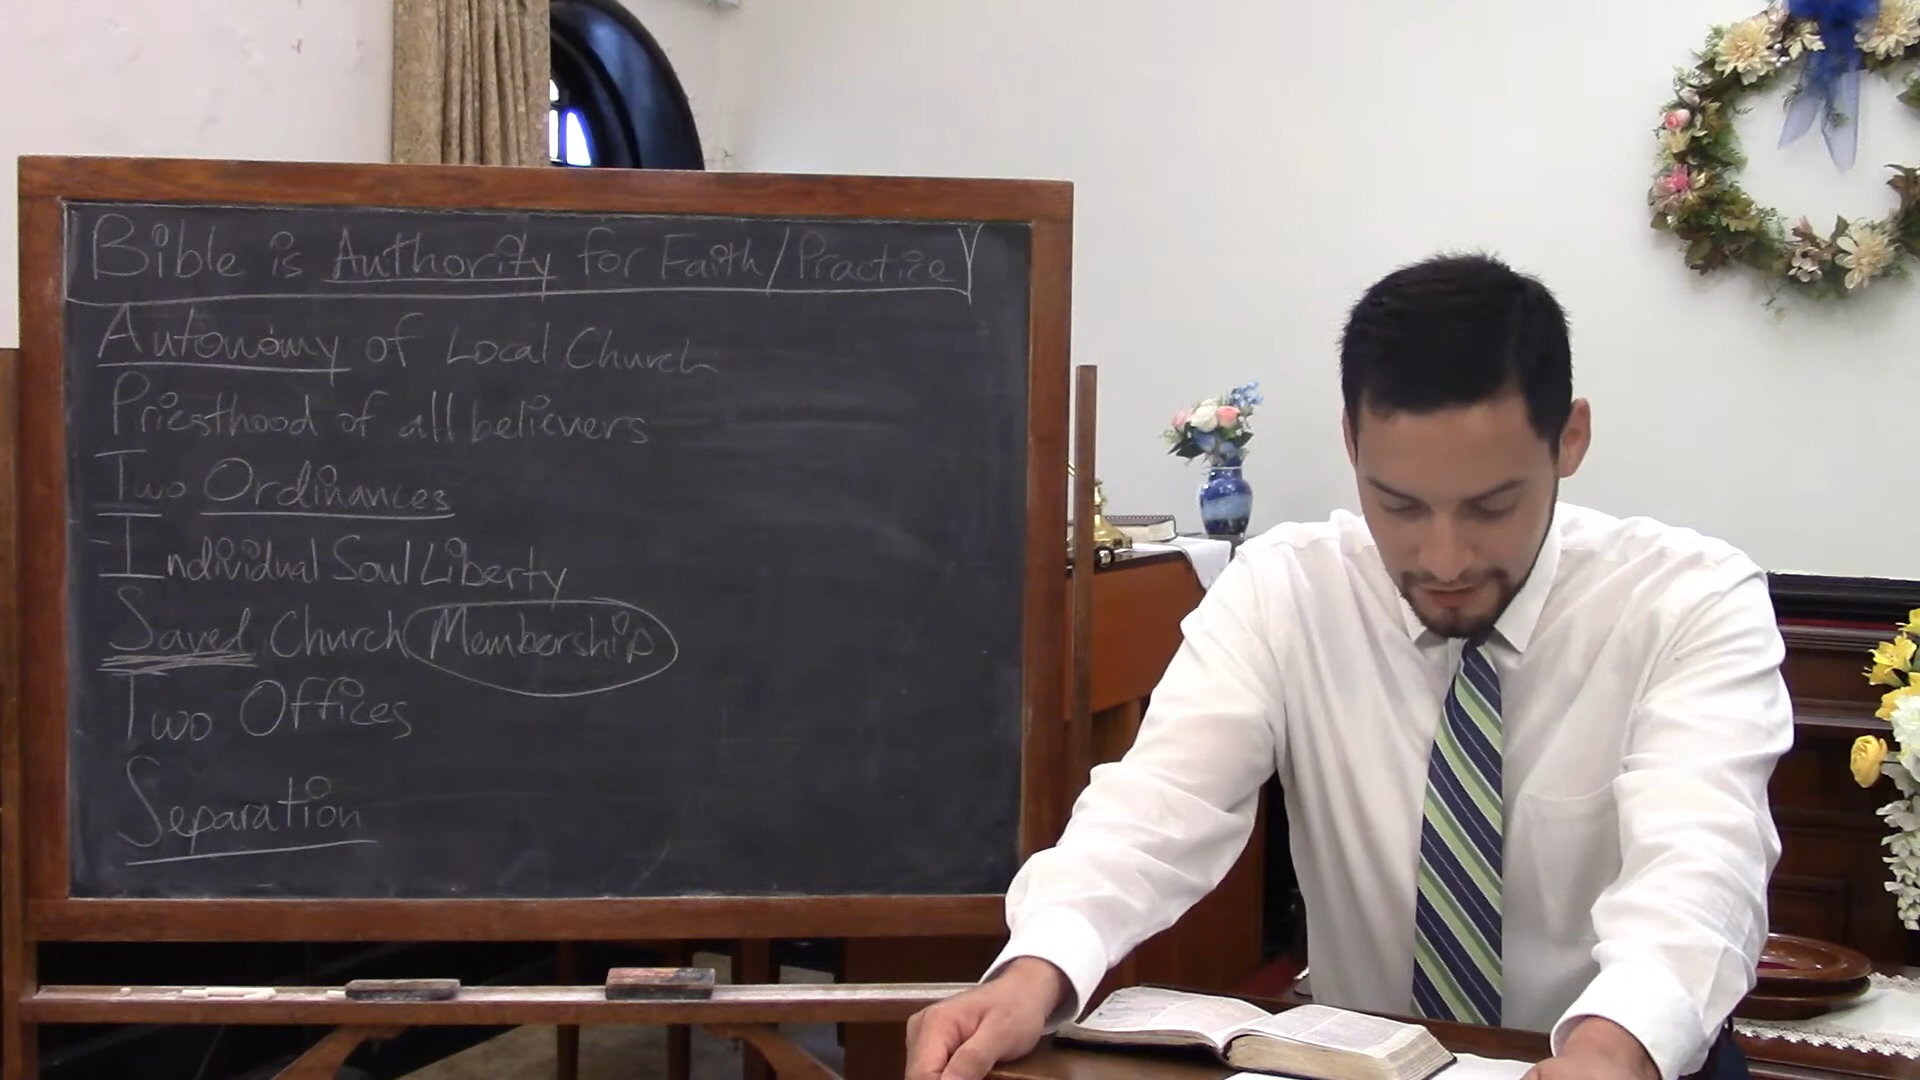 Bible is Authority for Faith/Practice
Autonomy of Local Church
Priesthood of all believers
Two Ordinances
Individual Soul Liberty
Saved Church Membership
Two Offices
Separation